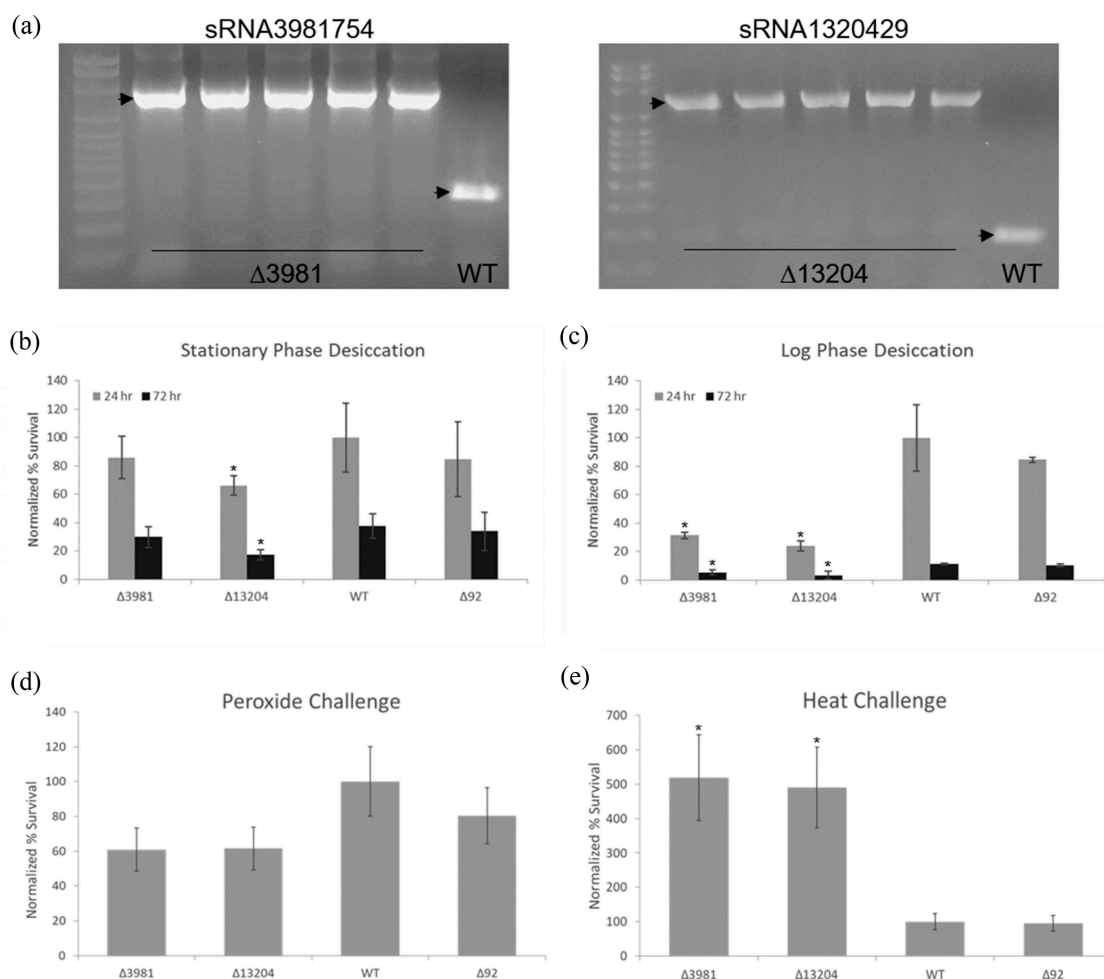 (a)
sRNA3981754
sRNA1320429
Δ3981
WT
Δ13204
WT
(b)
Stationary Phase Desiccation
24 hr
72 hr
Normalized % Survival
140
120
100
80
60
40
20
0
*
*
Δ3981
Δ13204
WT
Δ92
(c)
Log Phase Desiccation
24 hr
72 hr
Normalized % Survival
140
120
100
80
60
40
20
0
*
*
*
*
Δ3981
Δ13204
WT
Δ92
(d)
Peroxide Challenge
Normalized % Survival
140
120
100
80
60
40
20
0
Δ3981
Δ13204
WT
Δ92
(e)
Heat Challenge
Normalized % Survival
700
600
500
400
300
200
100
0
*
*
Δ3981
Δ13204
WT
Δ92